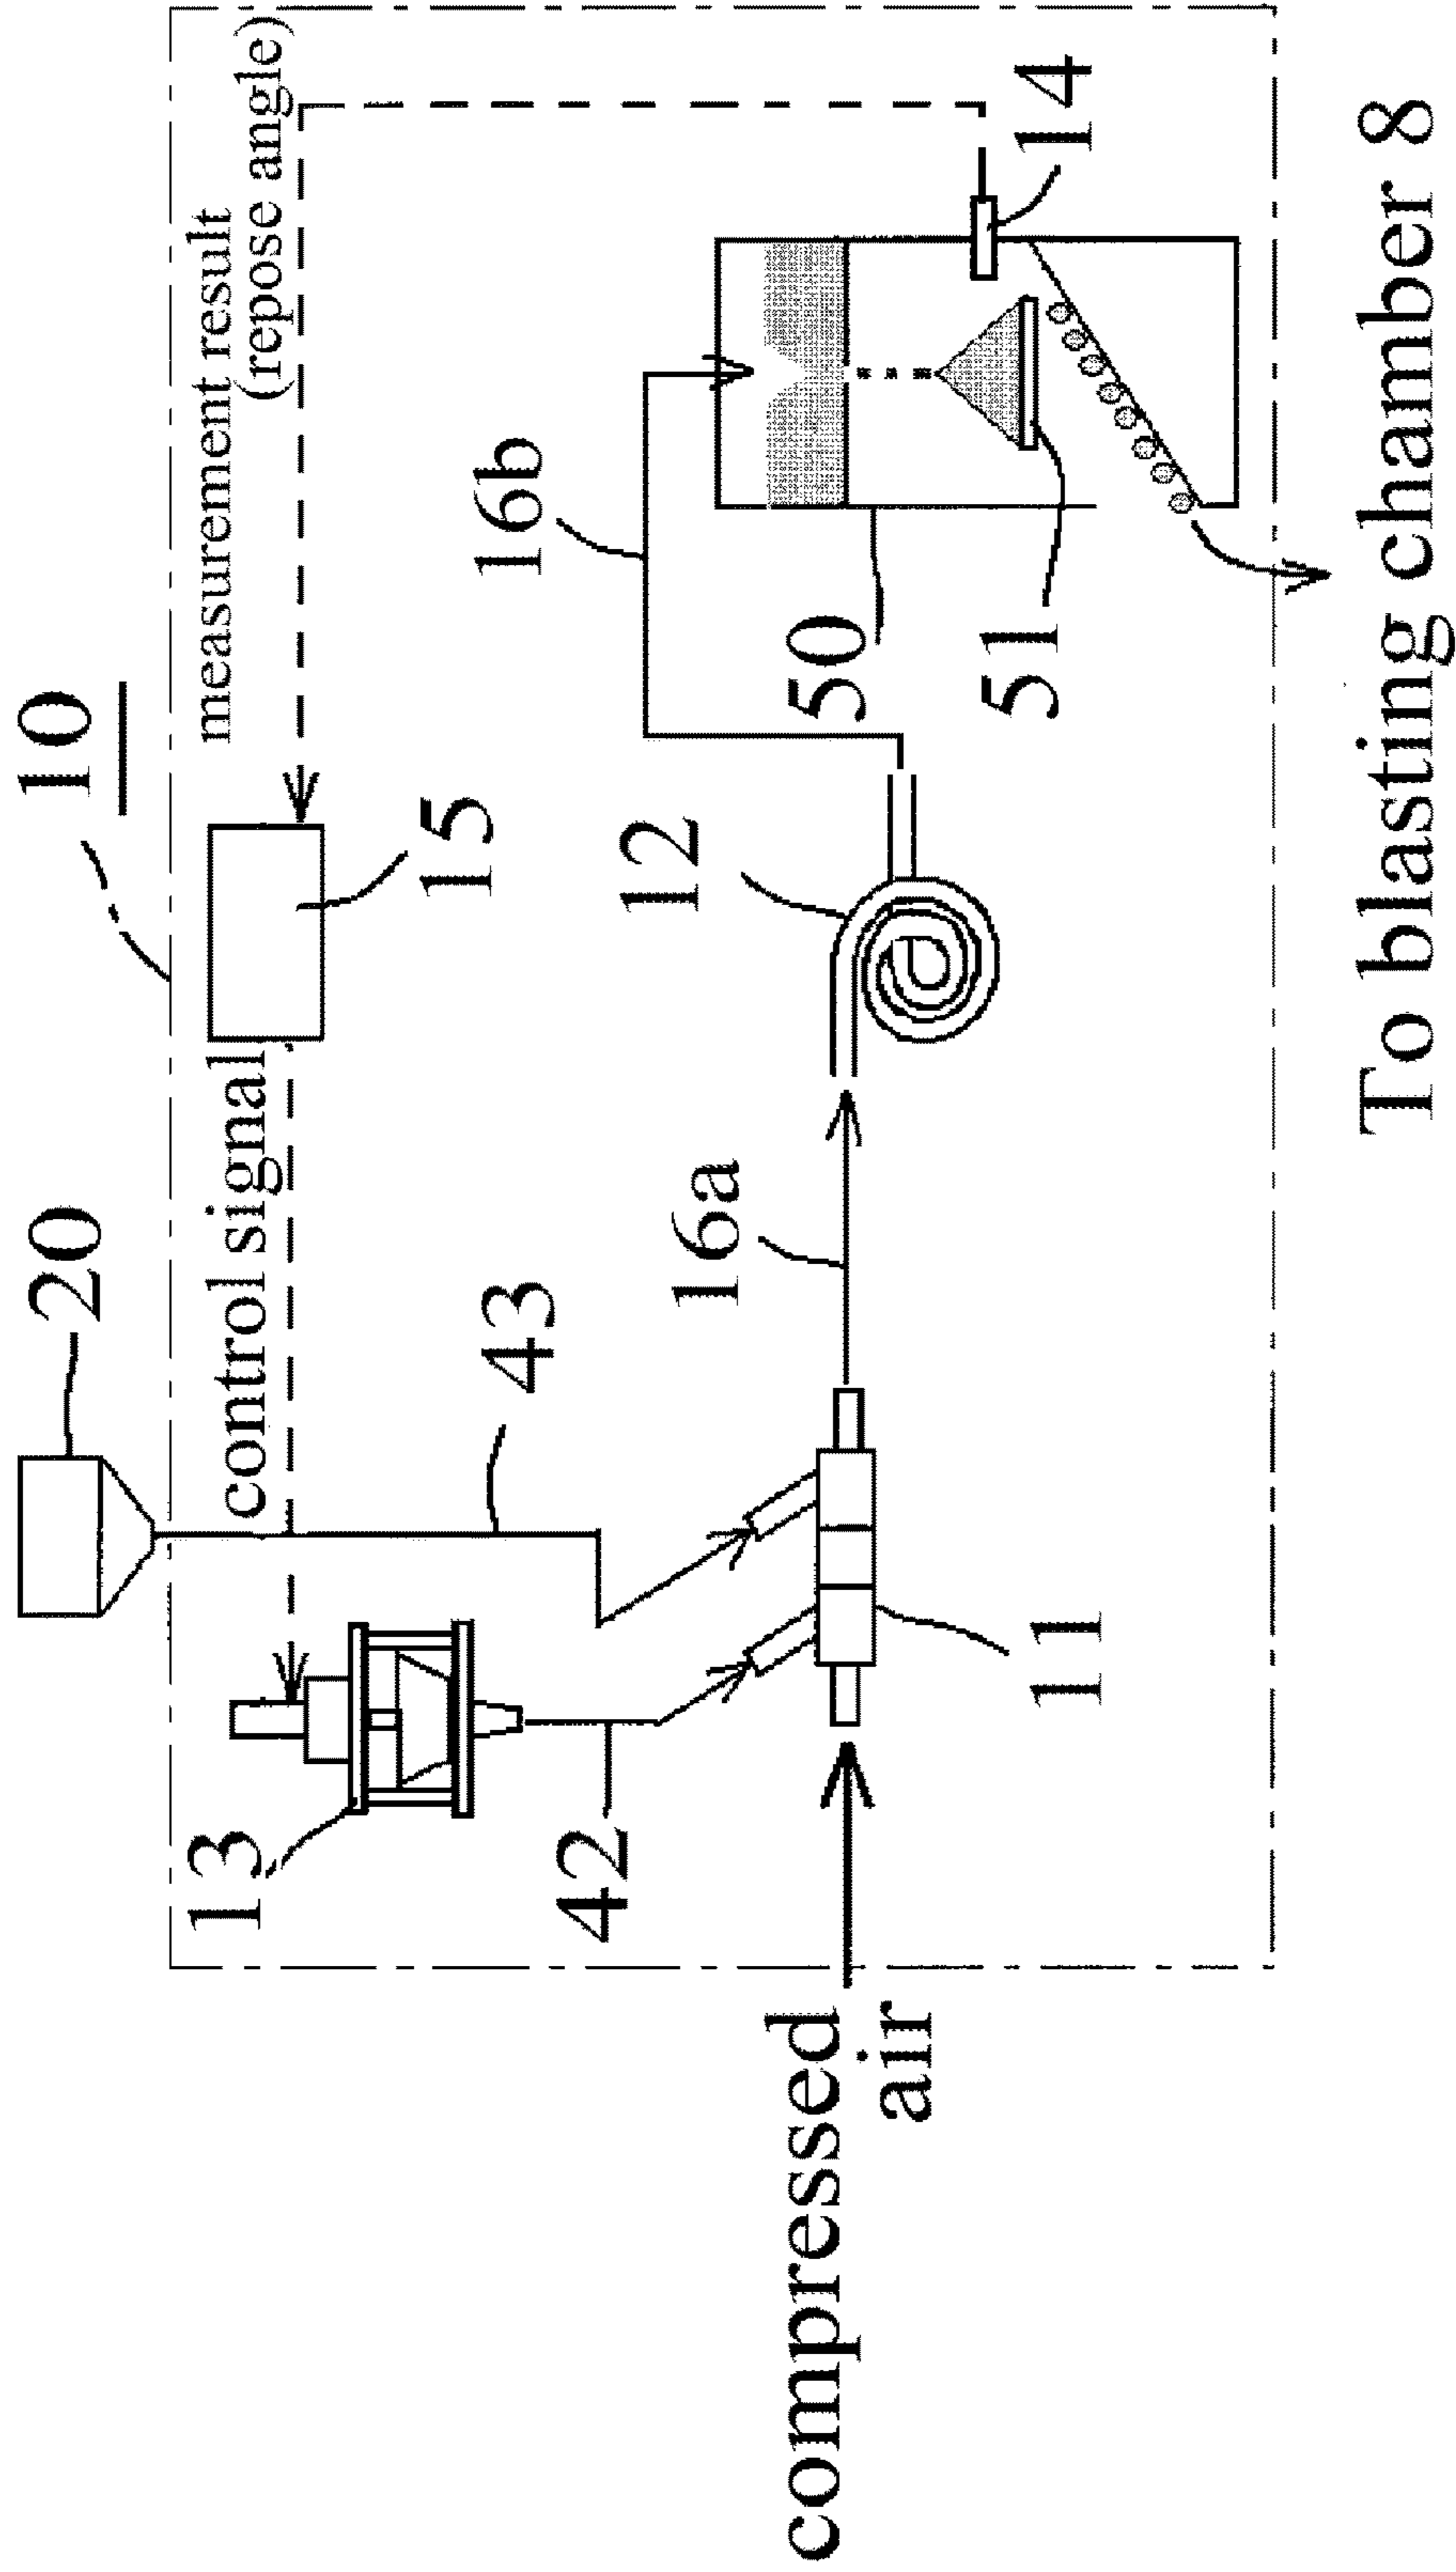 10
20
measurement result
(repose angle)
control signal
15
13
43
16b
42
12
16a
50
51
14
11
compressed
air
To blasting chamber 8